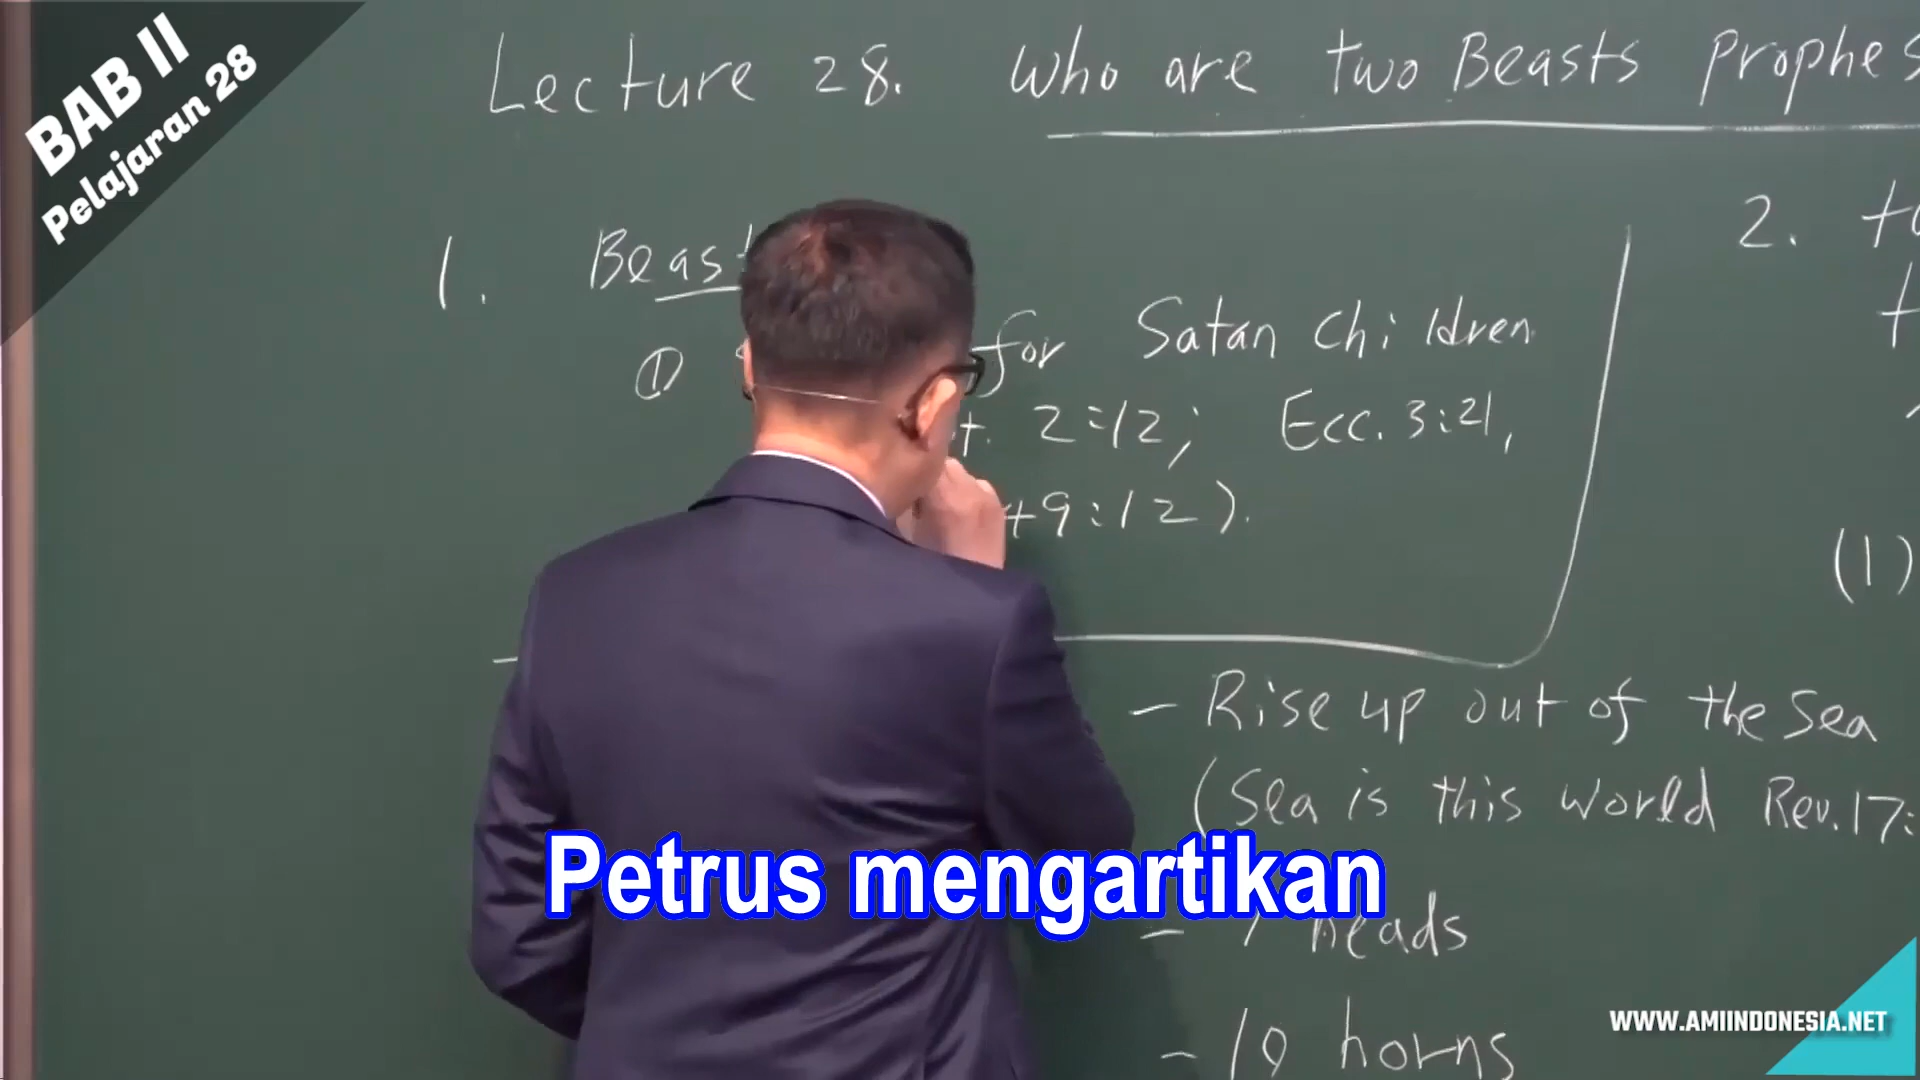 BAB II
Pelajaran 28
Lecture 28. Who are two Beasts
1. Beast
① for Satan Children
2:12; Ecc. 3:21,
49:12).
2.
(1)
- Rise up out of the Sea
(Sea is this world Rev. 17:
Petrus mengartikan
- 7 heads
- 10 horns
WWW.AMIINDONESIA.NET